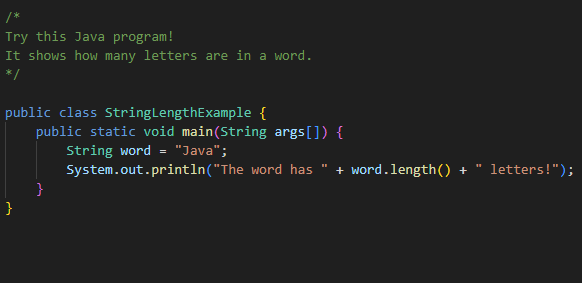 /*
Try this Java program!
It shows how many letters are in a word.
*/
public class StringLengthExample {
    public static void main(String args[]) {
        String word = "Java";
        System.out.println("The word has " + word.length() + " letters!");
    }
}